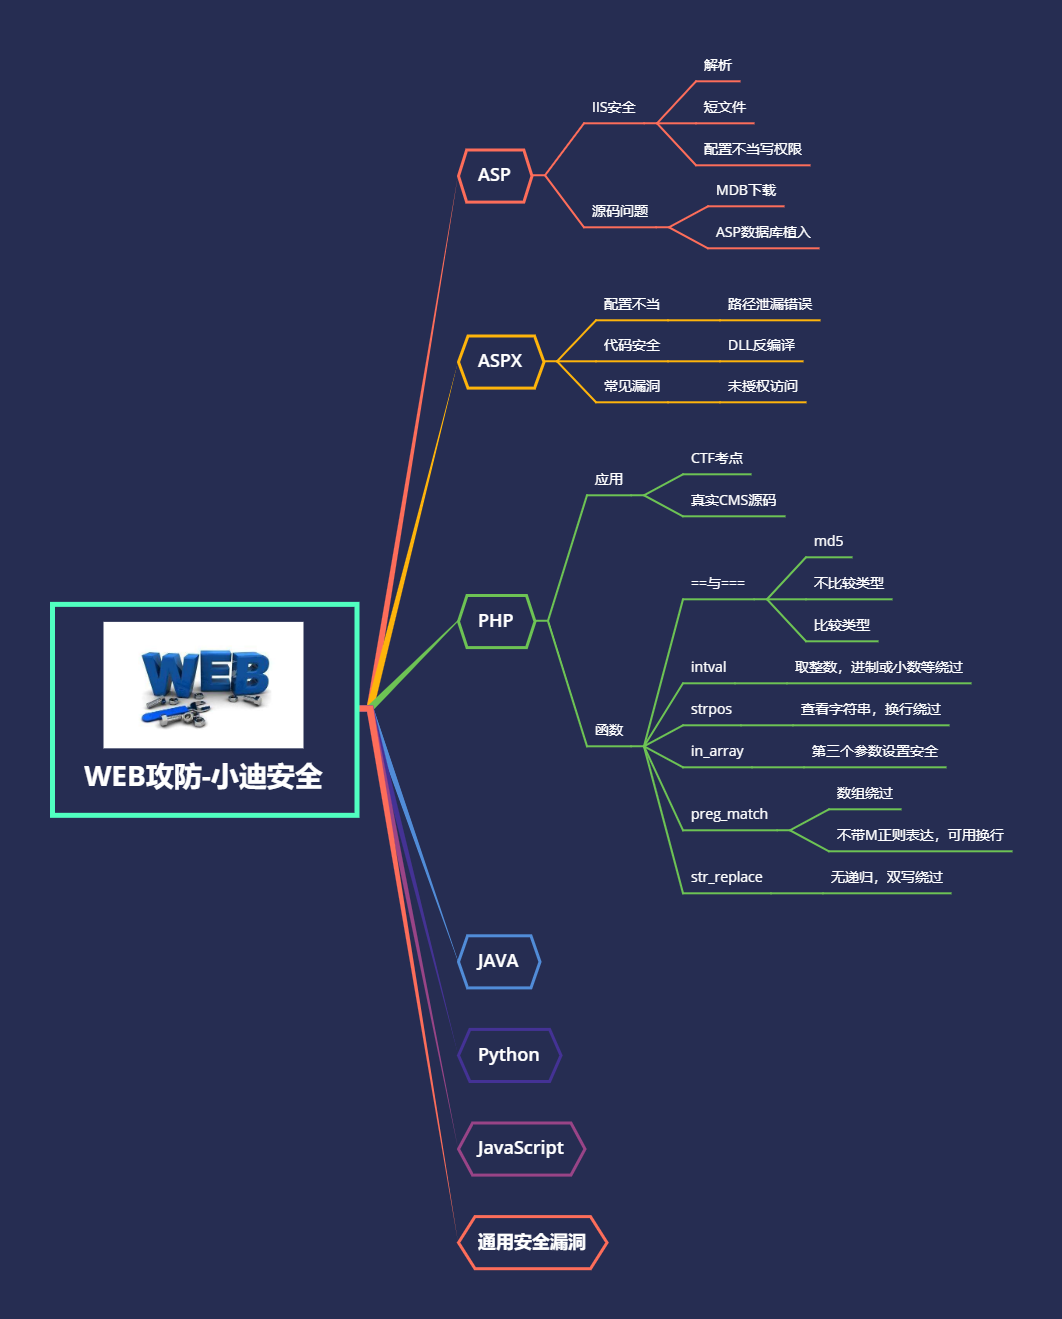 WEB
WEB攻防-小迪安全
ASP
IIS安全
解析
短文件
配置不当写权限
源码问题
MDB下载
ASP数据库植入
ASPX
配置不当
路径泄漏错误
代码安全
DLL反编译
常见漏洞
未授权访问
PHP
应用
CTF考点
真实CMS源码
函数
==与===
md5
不比较类型
比较类型
intval
取整数，进制或小数等绕过
strpos
查看字符串，换行绕过
in_array
第三个参数设置安全
preg_match
数组绕过
不带M正则表达，可用换行
str_replace
无递归，双写绕过
JAVA
Python
JavaScript
通用安全漏洞